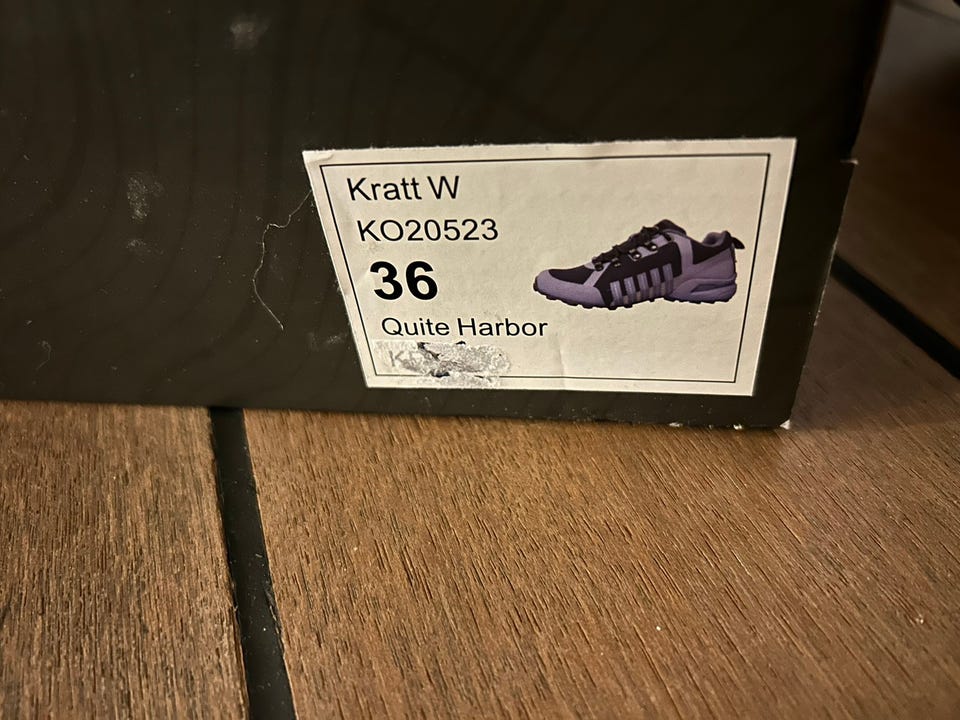 Kratt W
KO20523
36
Quite Harbor